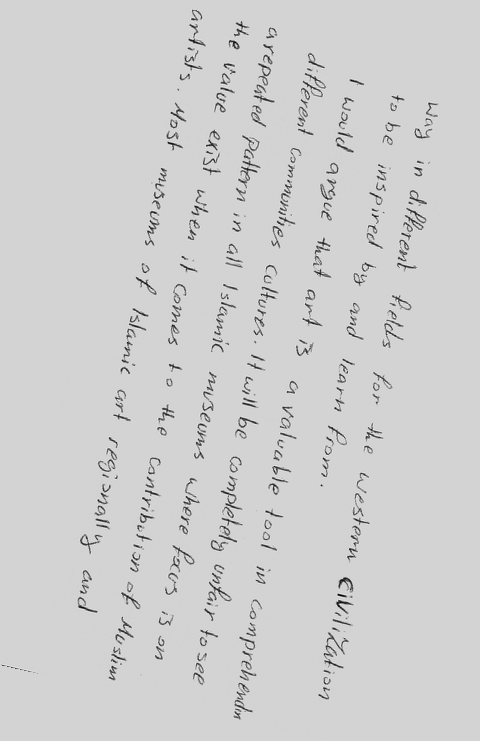 way in different fields for the western civilization
to be inspired by and learn from.
I would argue that art is a valuable tool in comprehendin
different communities cultures. It will be completely unfair to see
a repeated pattern in all Islamic museums where focus is on
the value exist when it comes to the contribution of Muslim
artists. Most museums of Islamic art regionally and